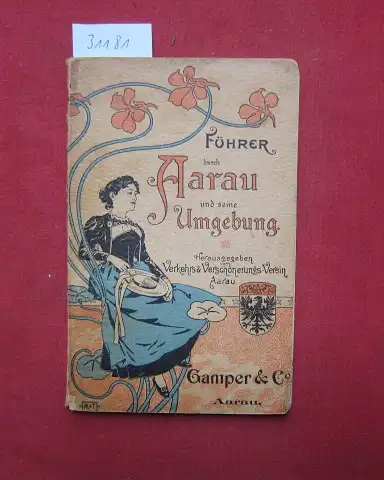 31181
FÜHRER
durch
Aarau
und seine
Umgebung.
Herausgegeben
vom
Verkehrs & Verschönerungs-Verein
Aarau.
Gamper & Cº
Aarau.